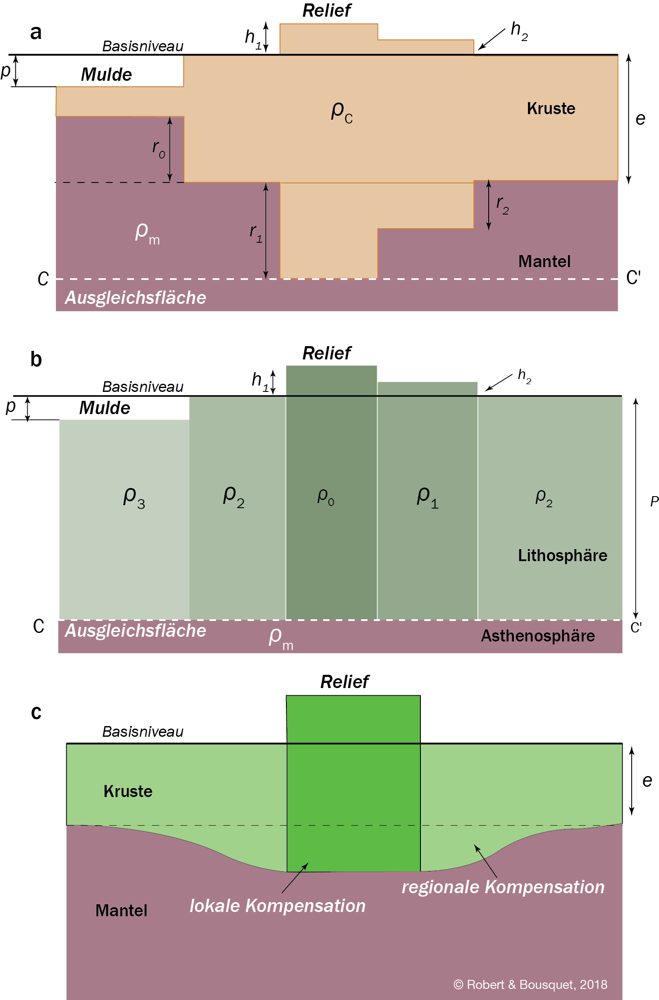 Relief
a
h1
h2
Basisniveau
p
Mulde
ρC
Kruste
e
r0
r2
r1
ρm
Mantel
C
C'
Ausgleichsfläche
Relief
b
h1
h2
Basisniveau
p
Mulde
ρ3
ρ2
ρ0
ρ1
ρ2
P
Lithosphäre
C
C'
Ausgleichsfläche
ρm
Asthenosphäre
Relief
c
Basisniveau
Kruste
e
regionale Kompensation
lokale Kompensation
Mantel
© Robert & Bousquet, 2018